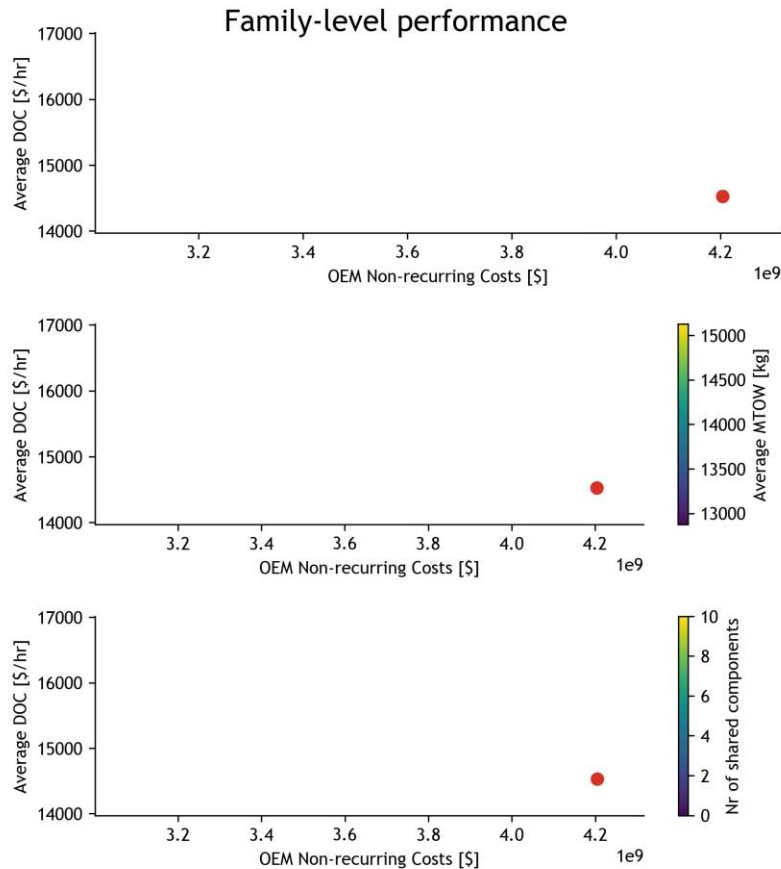 Family-level performance
17000
16000
15000
14000
Average DOC [$/hr]
3.2 3.4 3.6 3.8 4.0 4.2
OEM Non-recurring Costs [$]
1e9
17000
16000
15000
14000
Average DOC [$/hr]
3.2 3.4 3.6 3.8 4.0 4.2
OEM Non-recurring Costs [$]
1e9
15000
14500
14000
13500
13000
Average MTOW [kg]
17000
16000
15000
14000
Average DOC [$/hr]
3.2 3.4 3.6 3.8 4.0 4.2
OEM Non-recurring Costs [$]
1e9
10
8
6
4
2
0
Nr of shared components